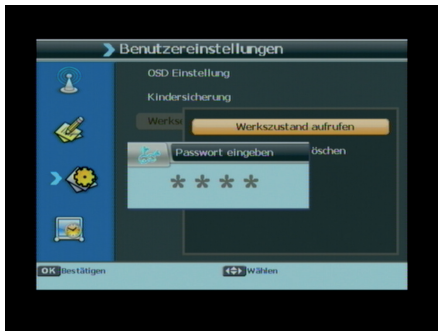 Benutzereinstellungen
OSD Einstellung
Kindersicherung
Werkszustand aufrufen
öschen
Passwort eingeben
* * * *
OK Bestätigen
Wählen